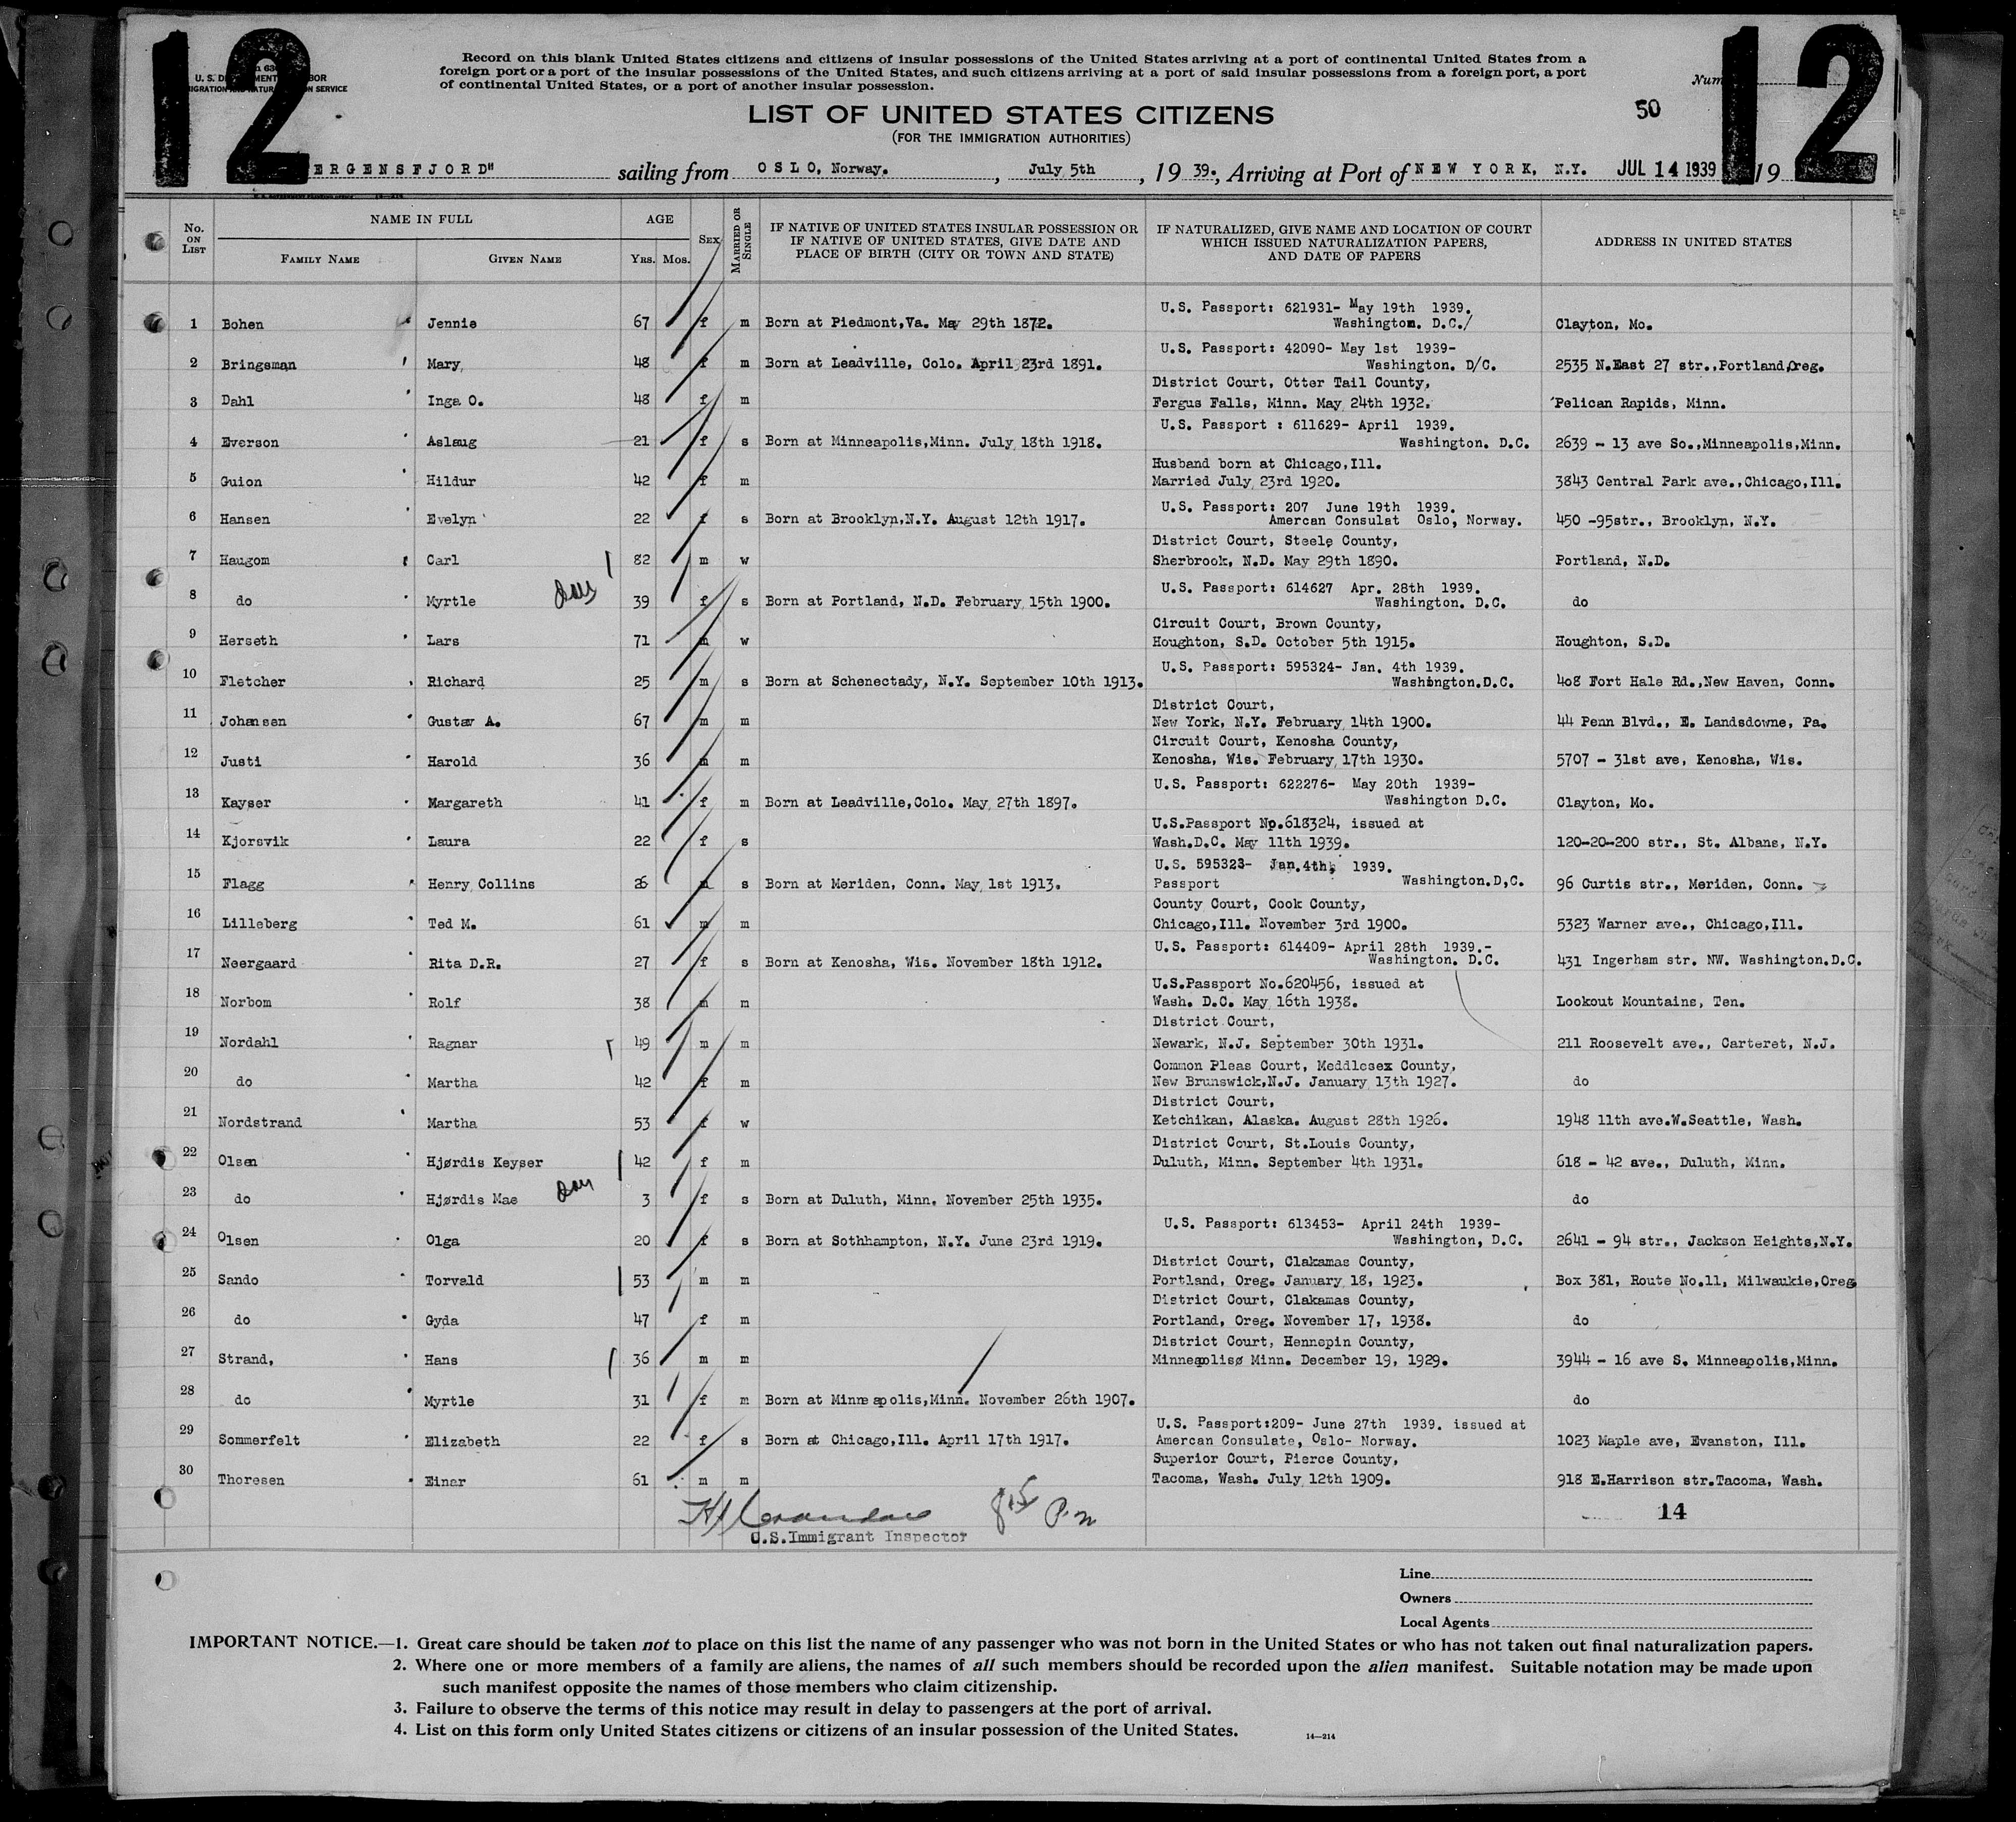 12
12
U. S. D
BOR
N SERVICE
Record on this blank United States citizens and citizens of insular possessions of the United States arriving at a port of continental United States from a
foreign port or a port of the insular possessions of the United States, and such citizens arriving at a port of said insular possessions from a foreign port, a port
of continental United States, or a port of another insular possession.
LIST OF UNITED STATES CITIZENS
(FOR THE IMMIGRATION AUTHORITIES)
50
ERGENSFJORD" sailing from OSLO, Norway. , July 5th , 19 39., Arriving at Port of NEW YORK, N.Y. JUL 14 1939 19
No. ON LIST
NAME IN FULL
FAMILY NAME GIVEN NAME
AGE
YRS. MOS.
SEX
MARRIED OR SINGLE
IF NATIVE OF UNITED STATES INSULAR POSSESSION OR
IF NATIVE OF UNITED STATES, GIVE DATE AND
PLACE OF BIRTH (CITY OR TOWN AND STATE)
IF NATURALIZED, GIVE NAME AND LOCATION OF COURT
WHICH ISSUED NATURALIZATION PAPERS,
AND DATE OF PAPERS
ADDRESS IN UNITED STATES
U.S. Passport: 621931- May 19th 1939.
1 Bohen Jennie 67 f m Born at Piedmont,Va. May 29th 1872. Washington. D.C./ Clayton, Mo.
U.S. Passport: 42090- May 1st 1939-
2 Bringeman Mary 48 f m Born at Leadville, Colo. April 23rd 1891. Washington. D/C. 2535 N.East 27 str.,Portland,Oreg.
District Court, Otter Tail County,
3 Dahl Inga O. 48 f m Fergus Falls, Minn. May 24th 1932. Pelican Rapids, Minn.
U.S. Passport : 611629- April 1939.
4 Everson Aslaug 21 f s Born at Minneapolis,Minn. July 18th 1918. Washington. D.C. 2639 - 13 ave So.,Minneapolis,Minn.
Husband born at Chicago,Ill.
5 Guion Hildur 42 f m Married July 23rd 1920. 3843 Central Park ave.,Chicago,Ill.
U.S. Passport: 207 June 19th 1939.
6 Hansen Evelyn 22 f s Born at Brooklyn,N.Y. August 12th 1917. Amercan Consulat Oslo, Norway. 450 -95str., Brooklyn, N.Y.
District Court, Steele County,
7 Haugom Carl 82 m w Sherbrook, N.D. May 29th 1890. Portland, N.D.
U.S. Passport: 614627 Apr. 28th 1939.
8 do Myrtle 39 f s Born at Portland, N.D. February 15th 1900. Washington. D.C. do
Circuit Court, Brown County,
9 Herseth Lars 71 m w Houghton, S.D. October 5th 1915. Houghton, S.D.
U.S. Passport: 595324- Jan. 4th 1939.
10 Fletcher Richard 25 m s Born at Schenectady, N.Y. September 10th 1913. Washington.D.C. 408 Fort Hale Rd.,New Haven, Conn.
District Court,
11 Johansen Gustav A. 67 m m New York, N.Y. February 14th 1900. 44 Penn Blvd., E. Landsdowne, Pa.
Circuit Court, Kenosha County,
12 Justi Harold 36 m m Kenosha, Wis. February 17th 1930. 5707 - 31st ave, Kenosha, Wis.
U.S. Passport: 622276- May 20th 1939-
13 Kayser Margareth 41 f m Born at Leadville,Colo. May 27th 1897. Washington D.C. Clayton, Mo.
U.S.Passport No.618324, issued at
14 Kjorsvik Laura 22 f s Wash.D.C. May 11th 1939. 120-20-200 str., St. Albans, N.Y.
U.S. 595323- Jan.4th, 1939.
15 Flagg Henry Collins 26 m s Born at Meriden, Conn. May 1st 1913. Passport Washington.D,C. 96 Curtis str., Meriden, Conn.
County Court, Cook County,
16 Lilleberg Ted M. 61 m m Chicago,Ill. November 3rd 1900. 5323 Warner ave., Chicago,Ill.
U.S. Passport: 614409- April 28th 1939.-
17 Neergaard Rita D.R. 27 f s Born at Kenosha, Wis. November 18th 1912. Washington. D.C. 431 Ingerham str. NW. Washington.D.C.
U.S.Passport No.620456, issued at
18 Norbom Rolf 38 m m Wash. D.C. May 16th 1938. Lookout Mountains, Ten.
District Court,
19 Nordahl Ragnar 49 m m Newark, N.J. September 30th 1931. 211 Roosevelt ave., Carteret, N.J.
Common Pleas Court, Meddlesex County,
20 do Martha 42 f m New Brunswick,N.J. January 13th 1927. do
District Court,
21 Nordstrand Martha 53 f w Ketchikan, Alaska. August 28th 1926. 1948 11th ave.W.Seattle, Wash.
District Court, St.Louis County,
22 Olsen Hjørdis Keyser 42 f m Duluth, Minn. September 4th 1931. 618 - 42 ave., Duluth, Minn.
23 do Hjørdis Mae 3 f s Born at Duluth, Minn. November 25th 1935. do
U.S. Passport: 613453- April 24th 1939-
24 Olsen Olga 20 f s Born at Sothhampton, N.Y. June 23rd 1919. Washington, D.C. 2641 - 94 str., Jackson Heights,N.Y.
District Court, Clakamas County,
25 Sando Torvald 53 m m Portland, Oreg. January 18, 1923. Box 381, Route No.11, Milwaukie,Oreg
District Court, Clakamas County,
26 do Gyda 47 f m Portland, Oreg. November 17, 1938. do
District Court, Hennepin County,
27 Strand, Hans 36 m m Minneapolisø Minn. December 19, 1929. 3944 - 16 ave S. Minneapolis,Minn.
28 do Myrtle 31 f m Born at Minneapolis,Minn. November 26th 1907. do
U.S. Passport:209- June 27th 1939. issued at
29 Sommerfelt Elizabeth 22 f s Born at Chicago,Ill. April 17th 1917. Amercan Consulate, Oslo- Norway. 1023 Maple ave, Evanston, Ill.
Superior Court, Pierce County,
30 Thoresen Einar 61 m m Tacoma, Wash. July 12th 1909. 918 E.Harrison str.Tacoma, Wash.
14
U.S.Immigrant Inspector
Line
Owners
Local Agents
IMPORTANT NOTICE.—1. Great care should be taken not to place on this list the name of any passenger who was not born in the United States or who has not taken out final naturalization papers.
2. Where one or more members of a family are aliens, the names of all such members should be recorded upon the alien manifest. Suitable notation may be made upon
such manifest opposite the names of those members who claim citizenship.
3. Failure to observe the terms of this notice may result in delay to passengers at the port of arrival.
4. List on this form only United States citizens or citizens of an insular possession of the United States.
14—214